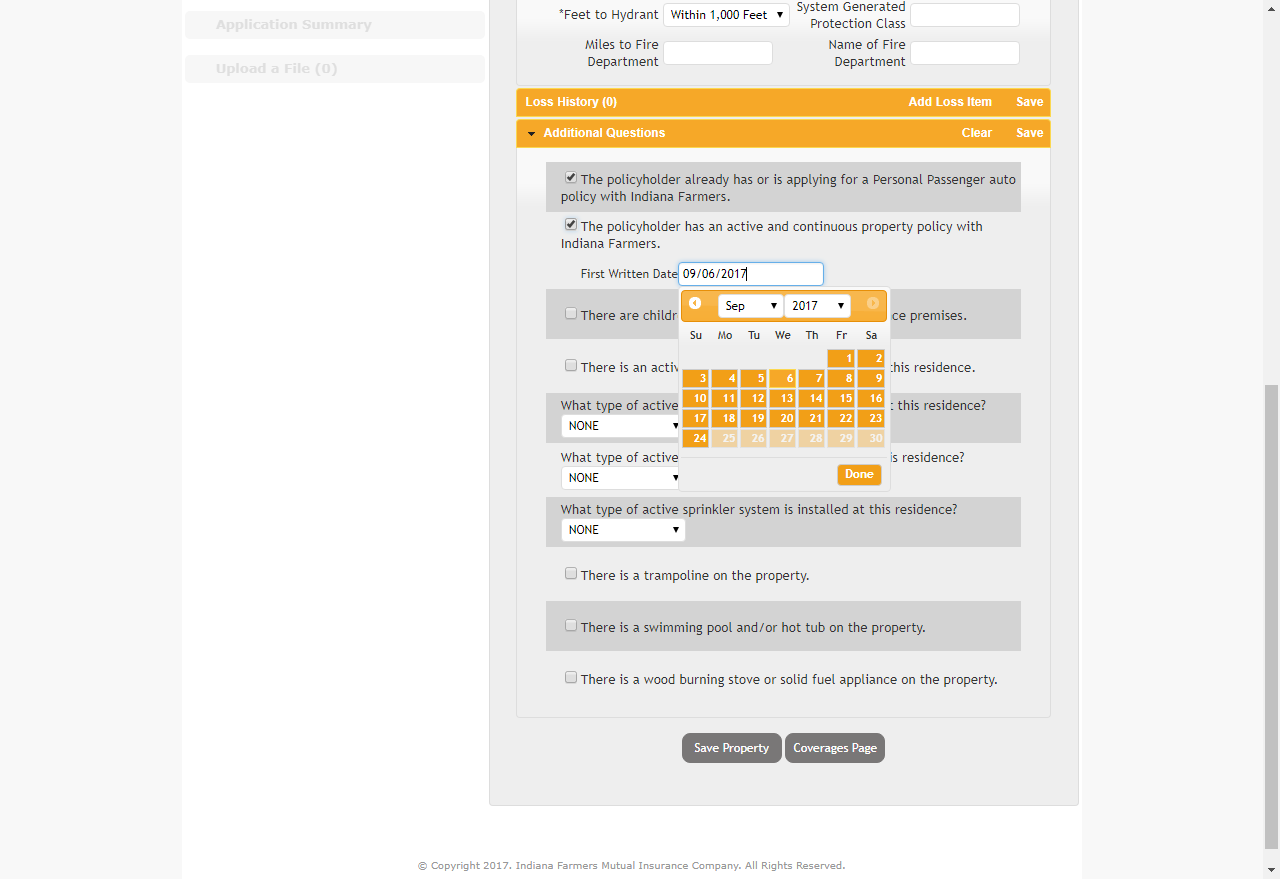 Application Summary
Upload a File (0)
*Feet to Hydrant Within 1,000 Feet System Generated Protection Class
Miles to Fire Department Name of Fire Department
Loss History (0) Add Loss Item Save
Additional Questions Clear Save
The policyholder already has or is applying for a Personal Passenger auto
policy with Indiana Farmers.
The policyholder has an active and continuous property policy with
Indiana Farmers.
First Written Date 09/06/2017
Sep 2017
Su Mo Tu We Th Fr Sa
1 2
3 4 5 6 7 8 9
10 11 12 13 14 15 16
17 18 19 20 21 22 23
24 25 26 27 28 29 30
Done
There are childr ce premises.
There is an activ this residence.
What type of active t this residence?
NONE
What type of active is residence?
NONE
What type of active sprinkler system is installed at this residence?
NONE
There is a trampoline on the property.
There is a swimming pool and/or hot tub on the property.
There is a wood burning stove or solid fuel appliance on the property.
Save Property Coverages Page
© Copyright 2017. Indiana Farmers Mutual Insurance Company. All Rights Reserved.